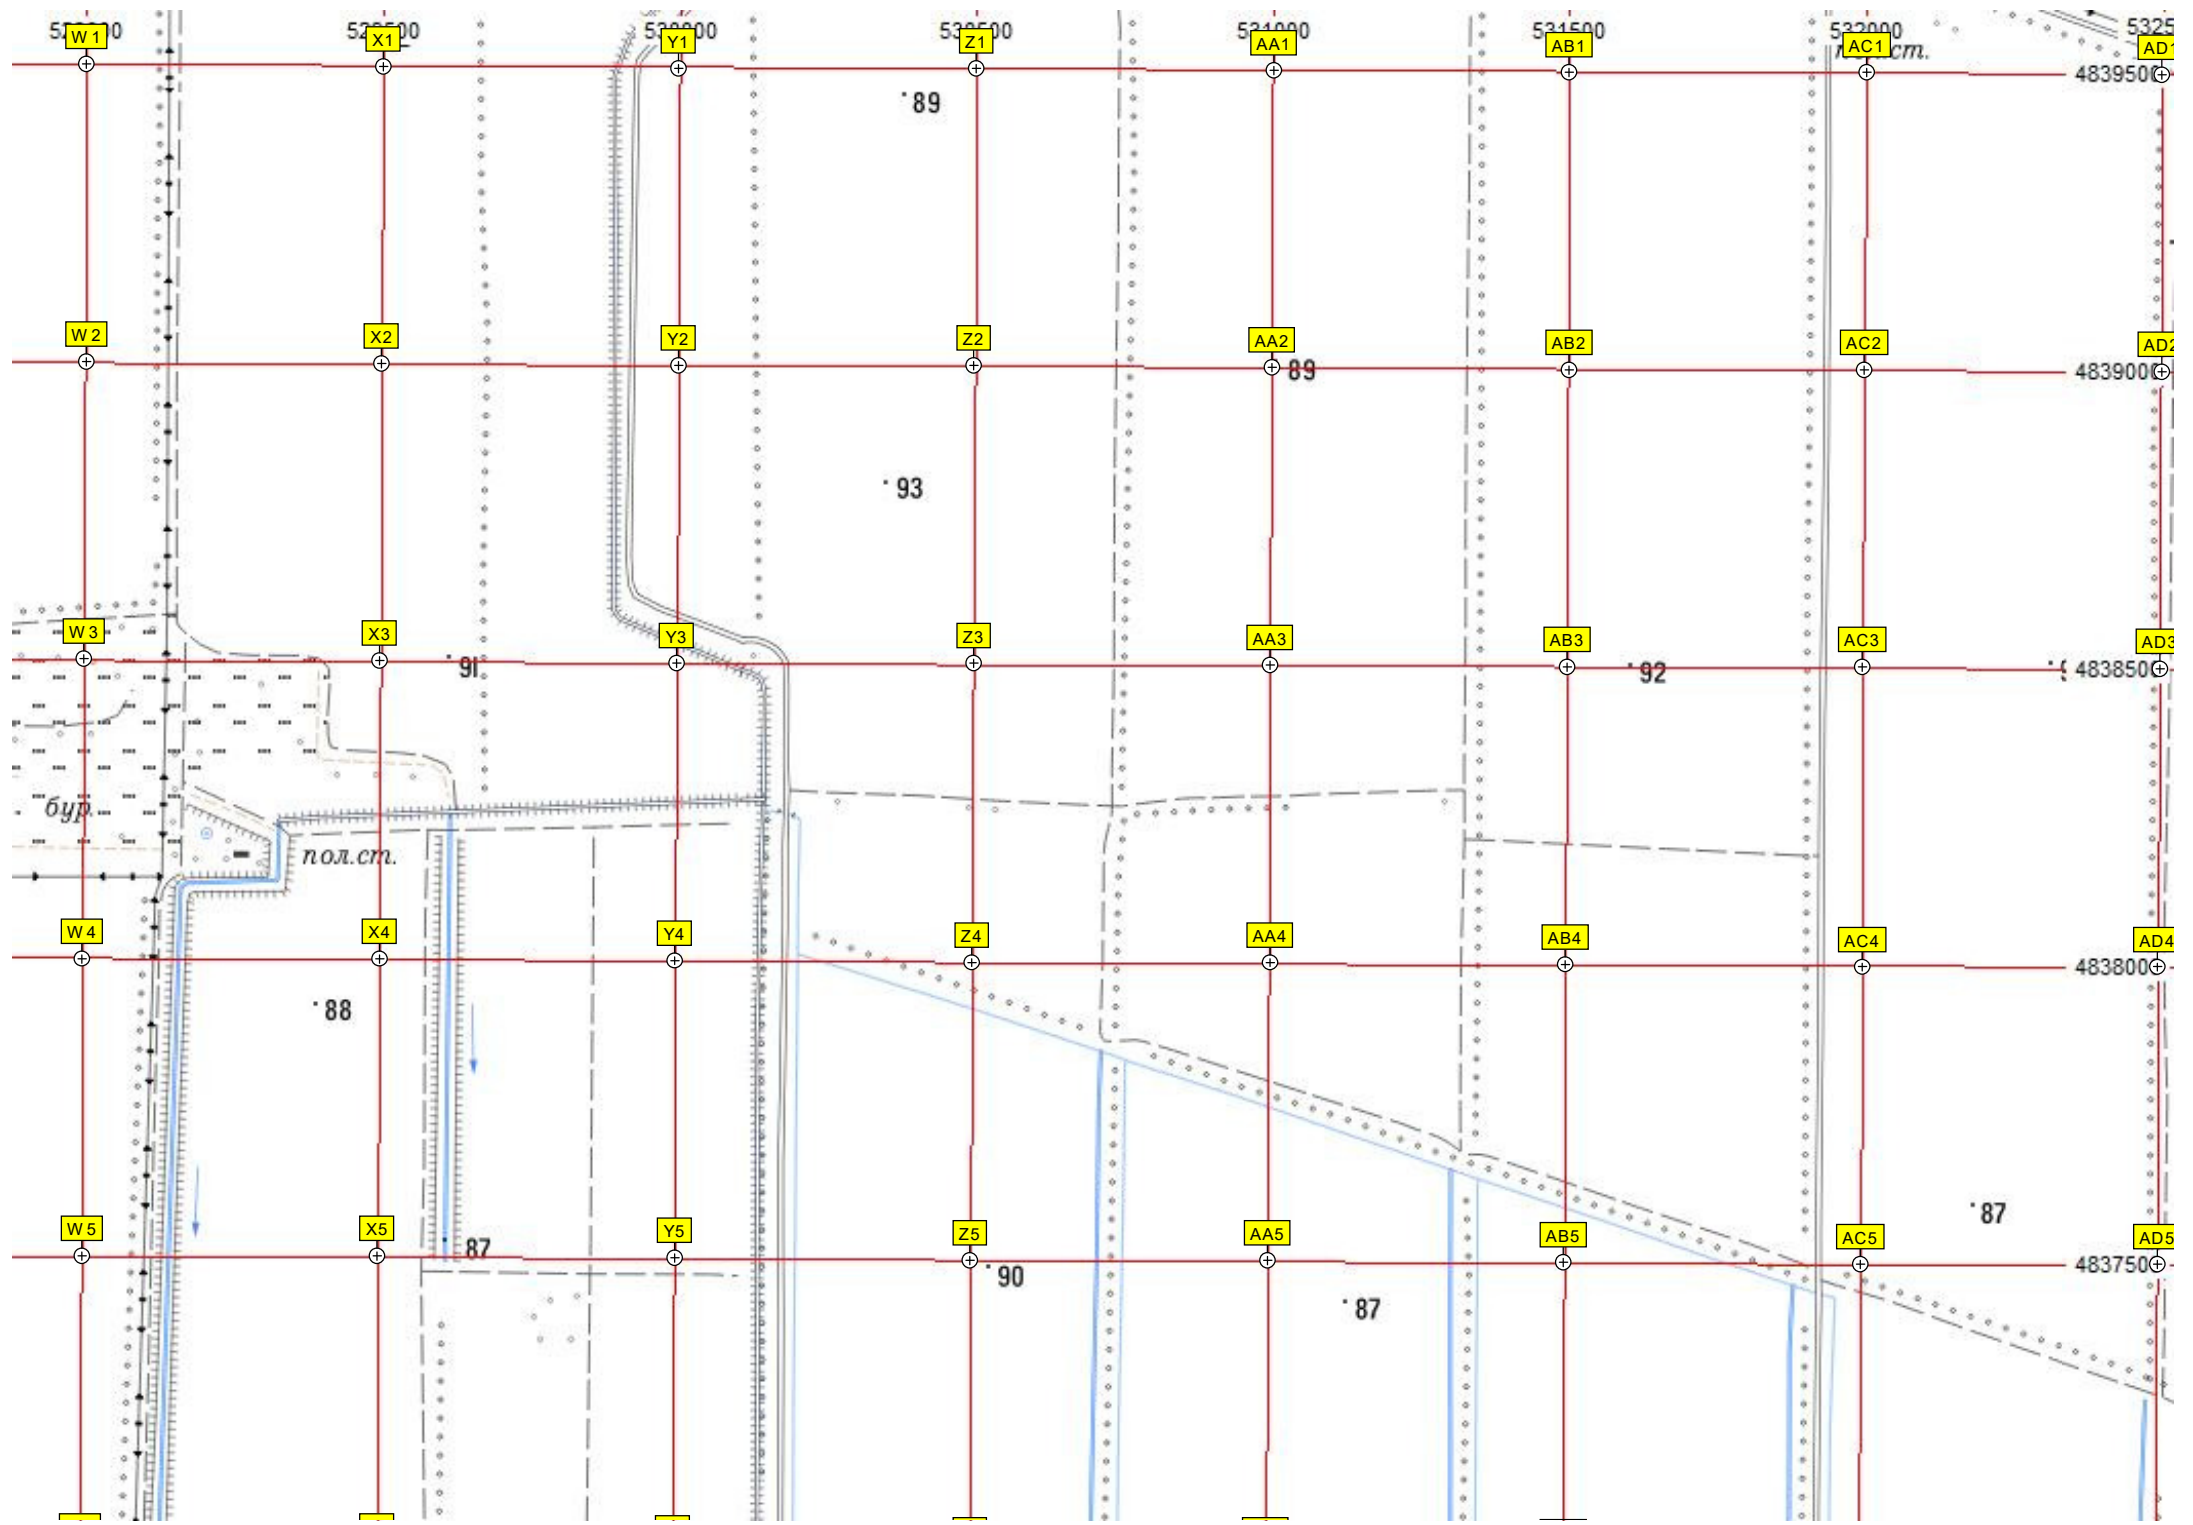 531500
W 1 X1 Y1 Z1 AA1 AB1 AC1
4839500
89
W 2 X2 Y2 Z2 AA2 AB2 AC2 AD2
89 4839000
93
W 3 X3 Y3 Z3 AA3 AB3 AC3 AD3
91 92 4838500
бур.
пол.ст.
W 4 X4 Y4 Z4 AA4 AB4 AC4 AD4
4838000
88
87
W 5 X5 Y5 Z5 AA5 AB5 AC5 AD5
87 4837500
90
87